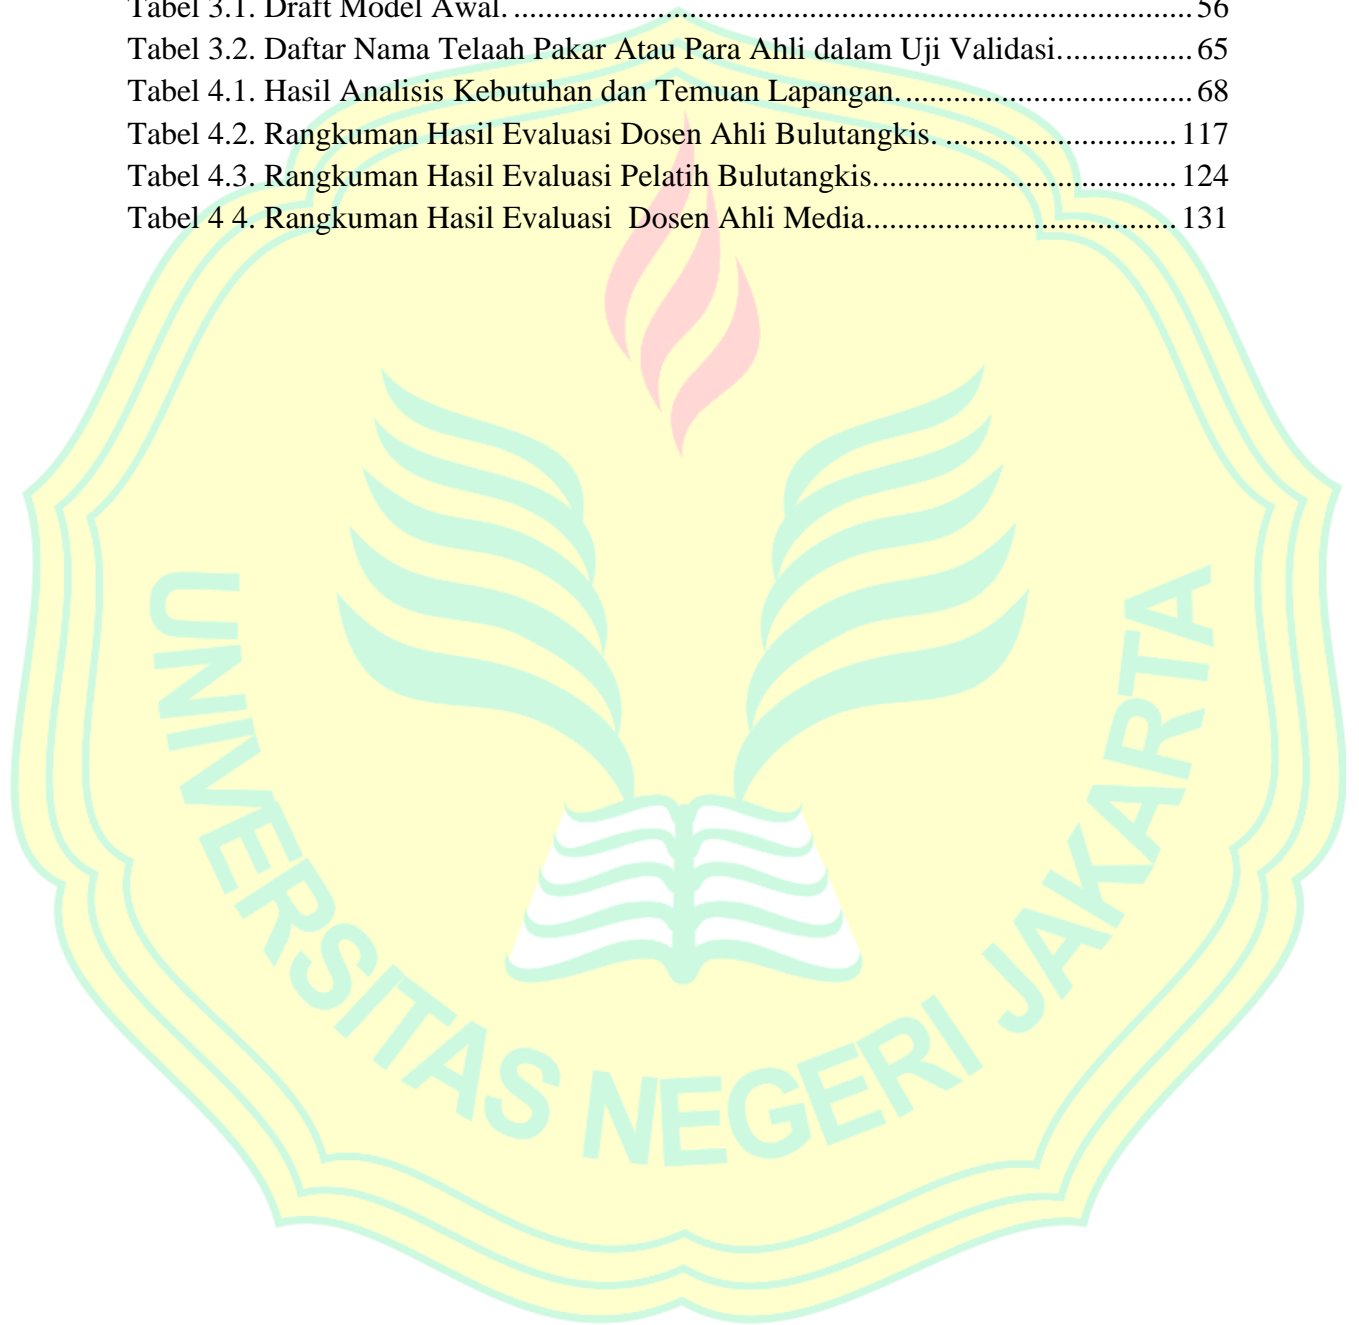 Tabel 3.1. Draft Model Awal. ........................................................................................ 56
Tabel 3.2. Daftar Nama Telaah Pakar Atau Para Ahli dalam Uji Validasi................. 65
Tabel 4.1. Hasil Analisis Kebutuhan dan Temuan Lapangan. ..................................... 68
Tabel 4.2. Rangkuman Hasil Evaluasi Dosen Ahli Bulutangkis. .............................. 117
Tabel 4.3. Rangkuman Hasil Evaluasi Pelatih Bulutangkis....................................... 124
Tabel 4 4. Rangkuman Hasil Evaluasi  Dosen Ahli Media........................................ 131
UNIVERSITAS NEGERI JAKARTA